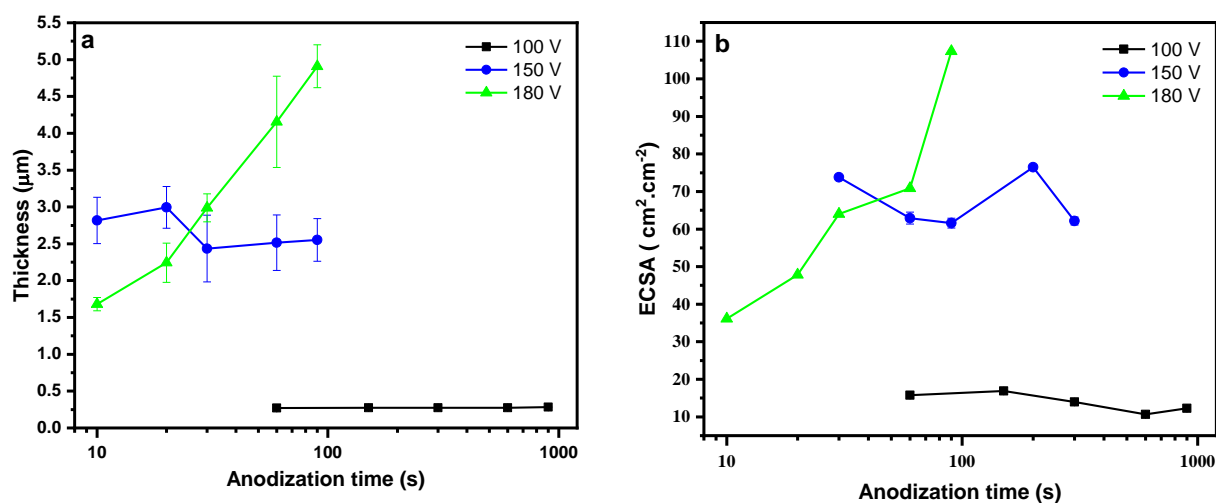 a
100 V
150 V
180 V
5.5
5.0
4.5
4.0
3.5
3.0
2.5
2.0
1.5
1.0
0.5
0.0
Thickness (μm)
10
100
1000
Anodization time (s)
b
100 V
150 V
180 V
110
100
90
80
70
60
50
40
30
20
10
ECSA ( cm².cm⁻²)
10
100
1000
Anodization time (s)